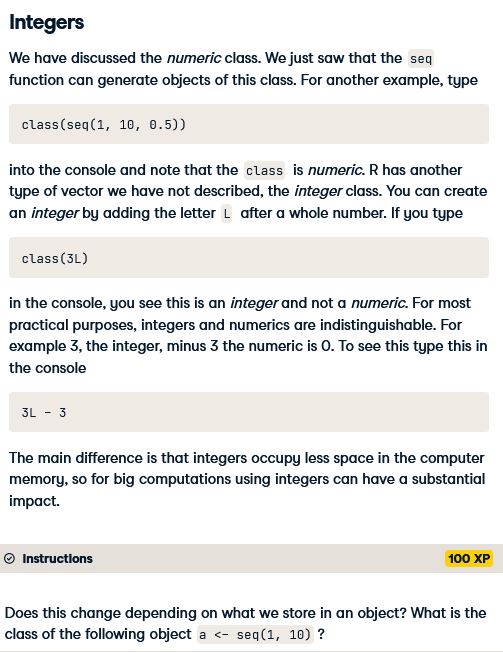 Integers
We have discussed the numeric class. We just saw that the seq
function can generate objects of this class. For another example, type
class(seq(1, 10, 0.5))
into the console and note that the class is numeric. R has another
type of vector we have not described, the integer class. You can create
an integer by adding the letter L after a whole number. If you type
class(3L)
in the console, you see this is an integer and not a numeric. For most
practical purposes, integers and numerics are indistinguishable. For
example 3, the integer, minus 3 the numeric is 0. To see this type this in
the console
3L - 3
The main difference is that integers occupy less space in the computer
memory, so for big computations using integers can have a substantial
impact.
Instructions 100 XP
Does this change depending on what we store in an object? What is the
class of the following object a <- seq(1, 10) ?